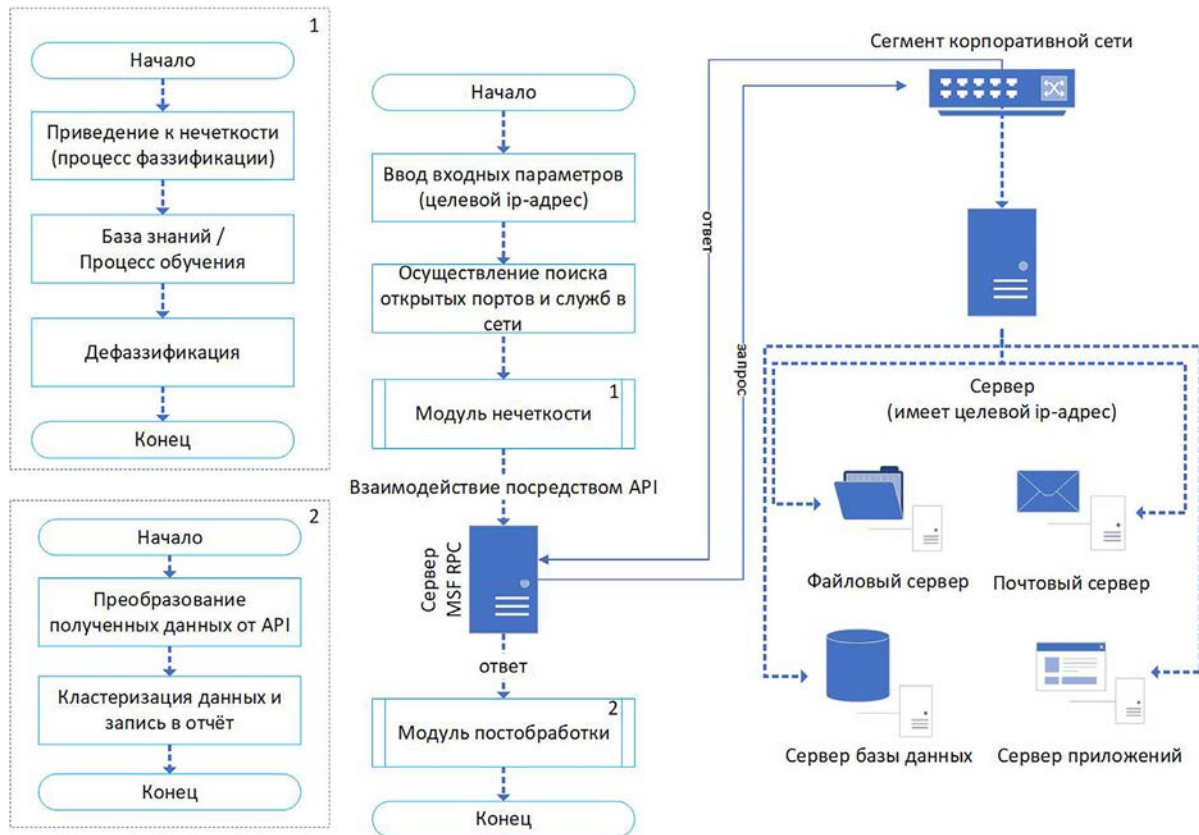 1
Начало
Приведение к нечеткости
(процесс фаззификации)
База знаний /
Процесс обучения
Дефаззификация
Конец
2
Начало
Преобразование
полученных данных от API
Кластеризация данных и
запись в отчёт
Конец
Начало
Ввод входных параметров
(целевой ip-адрес)
Осуществление поиска
открытых портов и служб в
сети
1
Модуль нечеткости
Взаимодействие посредством API
Сервер
MSF RPC
ответ
2
Модуль постобработки
Конец
ответ
запрос
Сегмент корпоративной сети
Сервер
(имеет целевой ip-адрес)
Файловый сервер
Почтовый сервер
Сервер базы данных
Сервер приложений